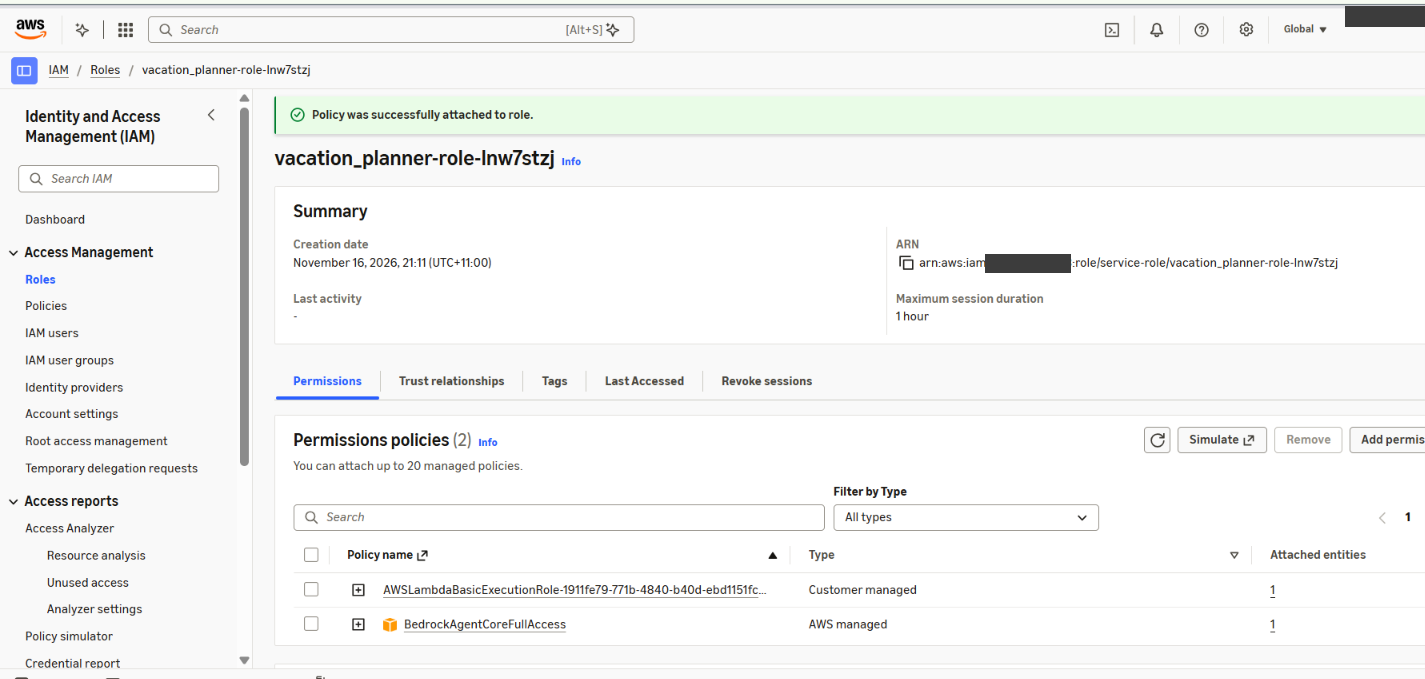 aws
Search [Alt+S]
Global
IAM / Roles / vacation_planner-role-lnw7stzj
Identity and Access
Management (IAM)
Search IAM
Dashboard
Access Management
Roles
Policies
IAM users
IAM user groups
Identity providers
Account settings
Root access management
Temporary delegation requests
Access reports
Access Analyzer
Resource analysis
Unused access
Analyzer settings
Policy simulator
Credential report
Policy was successfully attached to role.
vacation_planner-role-lnw7stzj Info
Summary
Creation date
November 16, 2026, 21:11 (UTC+11:00)
Last activity
-
ARN
arn:aws:iam :role/service-role/vacation_planner-role-lnw7stzj
Maximum session duration
1 hour
Permissions
Trust relationships
Tags
Last Accessed
Revoke sessions
Permissions policies (2) Info
You can attach up to 20 managed policies.
Simulate
Remove
Add permis
Search
Filter by Type
All types
1
Policy name Type Attached entities
AWSLambdaBasicExecutionRole-1911fe79-771b-4840-b40d-ebd1151fc... Customer managed 1
BedrockAgentCoreFullAccess AWS managed 1